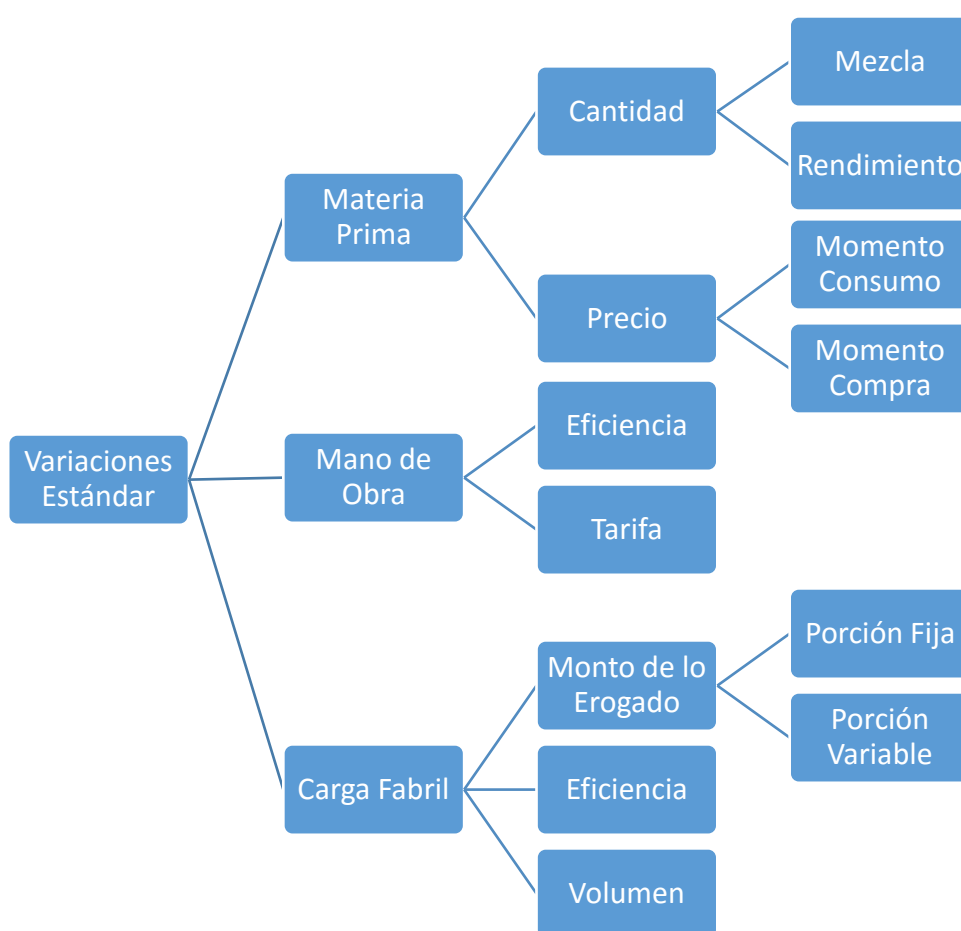 Variaciones
Estándar
Materia
Prima
Cantidad
Mezcla
Rendimiento
Precio
Momento
Consumo
Momento
Compra
Mano de
Obra
Eficiencia
Tarifa
Carga Fabril
Monto de lo
Erogado
Porción Fija
Porción
Variable
Eficiencia
Volumen